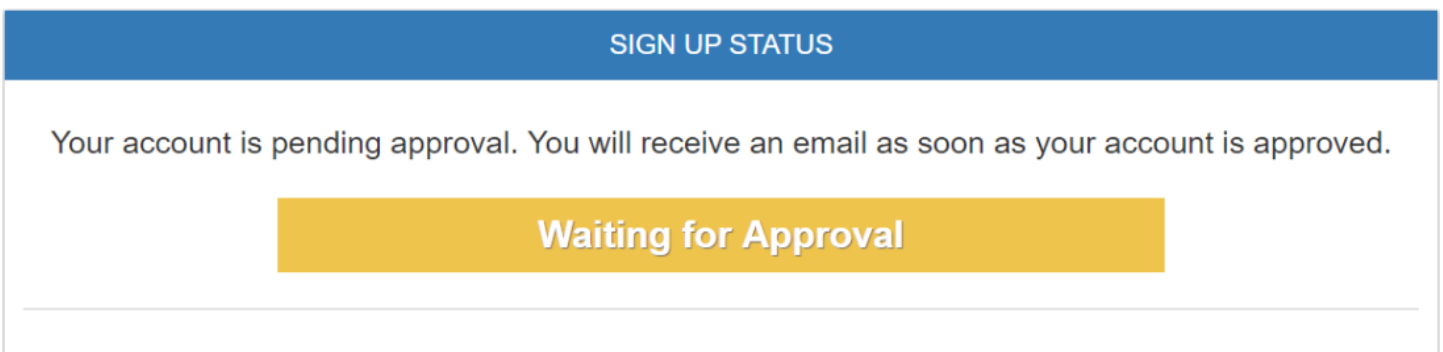 SIGN UP STATUS
Your account is pending approval. You will receive an email as soon as your account is approved.
Waiting for Approval